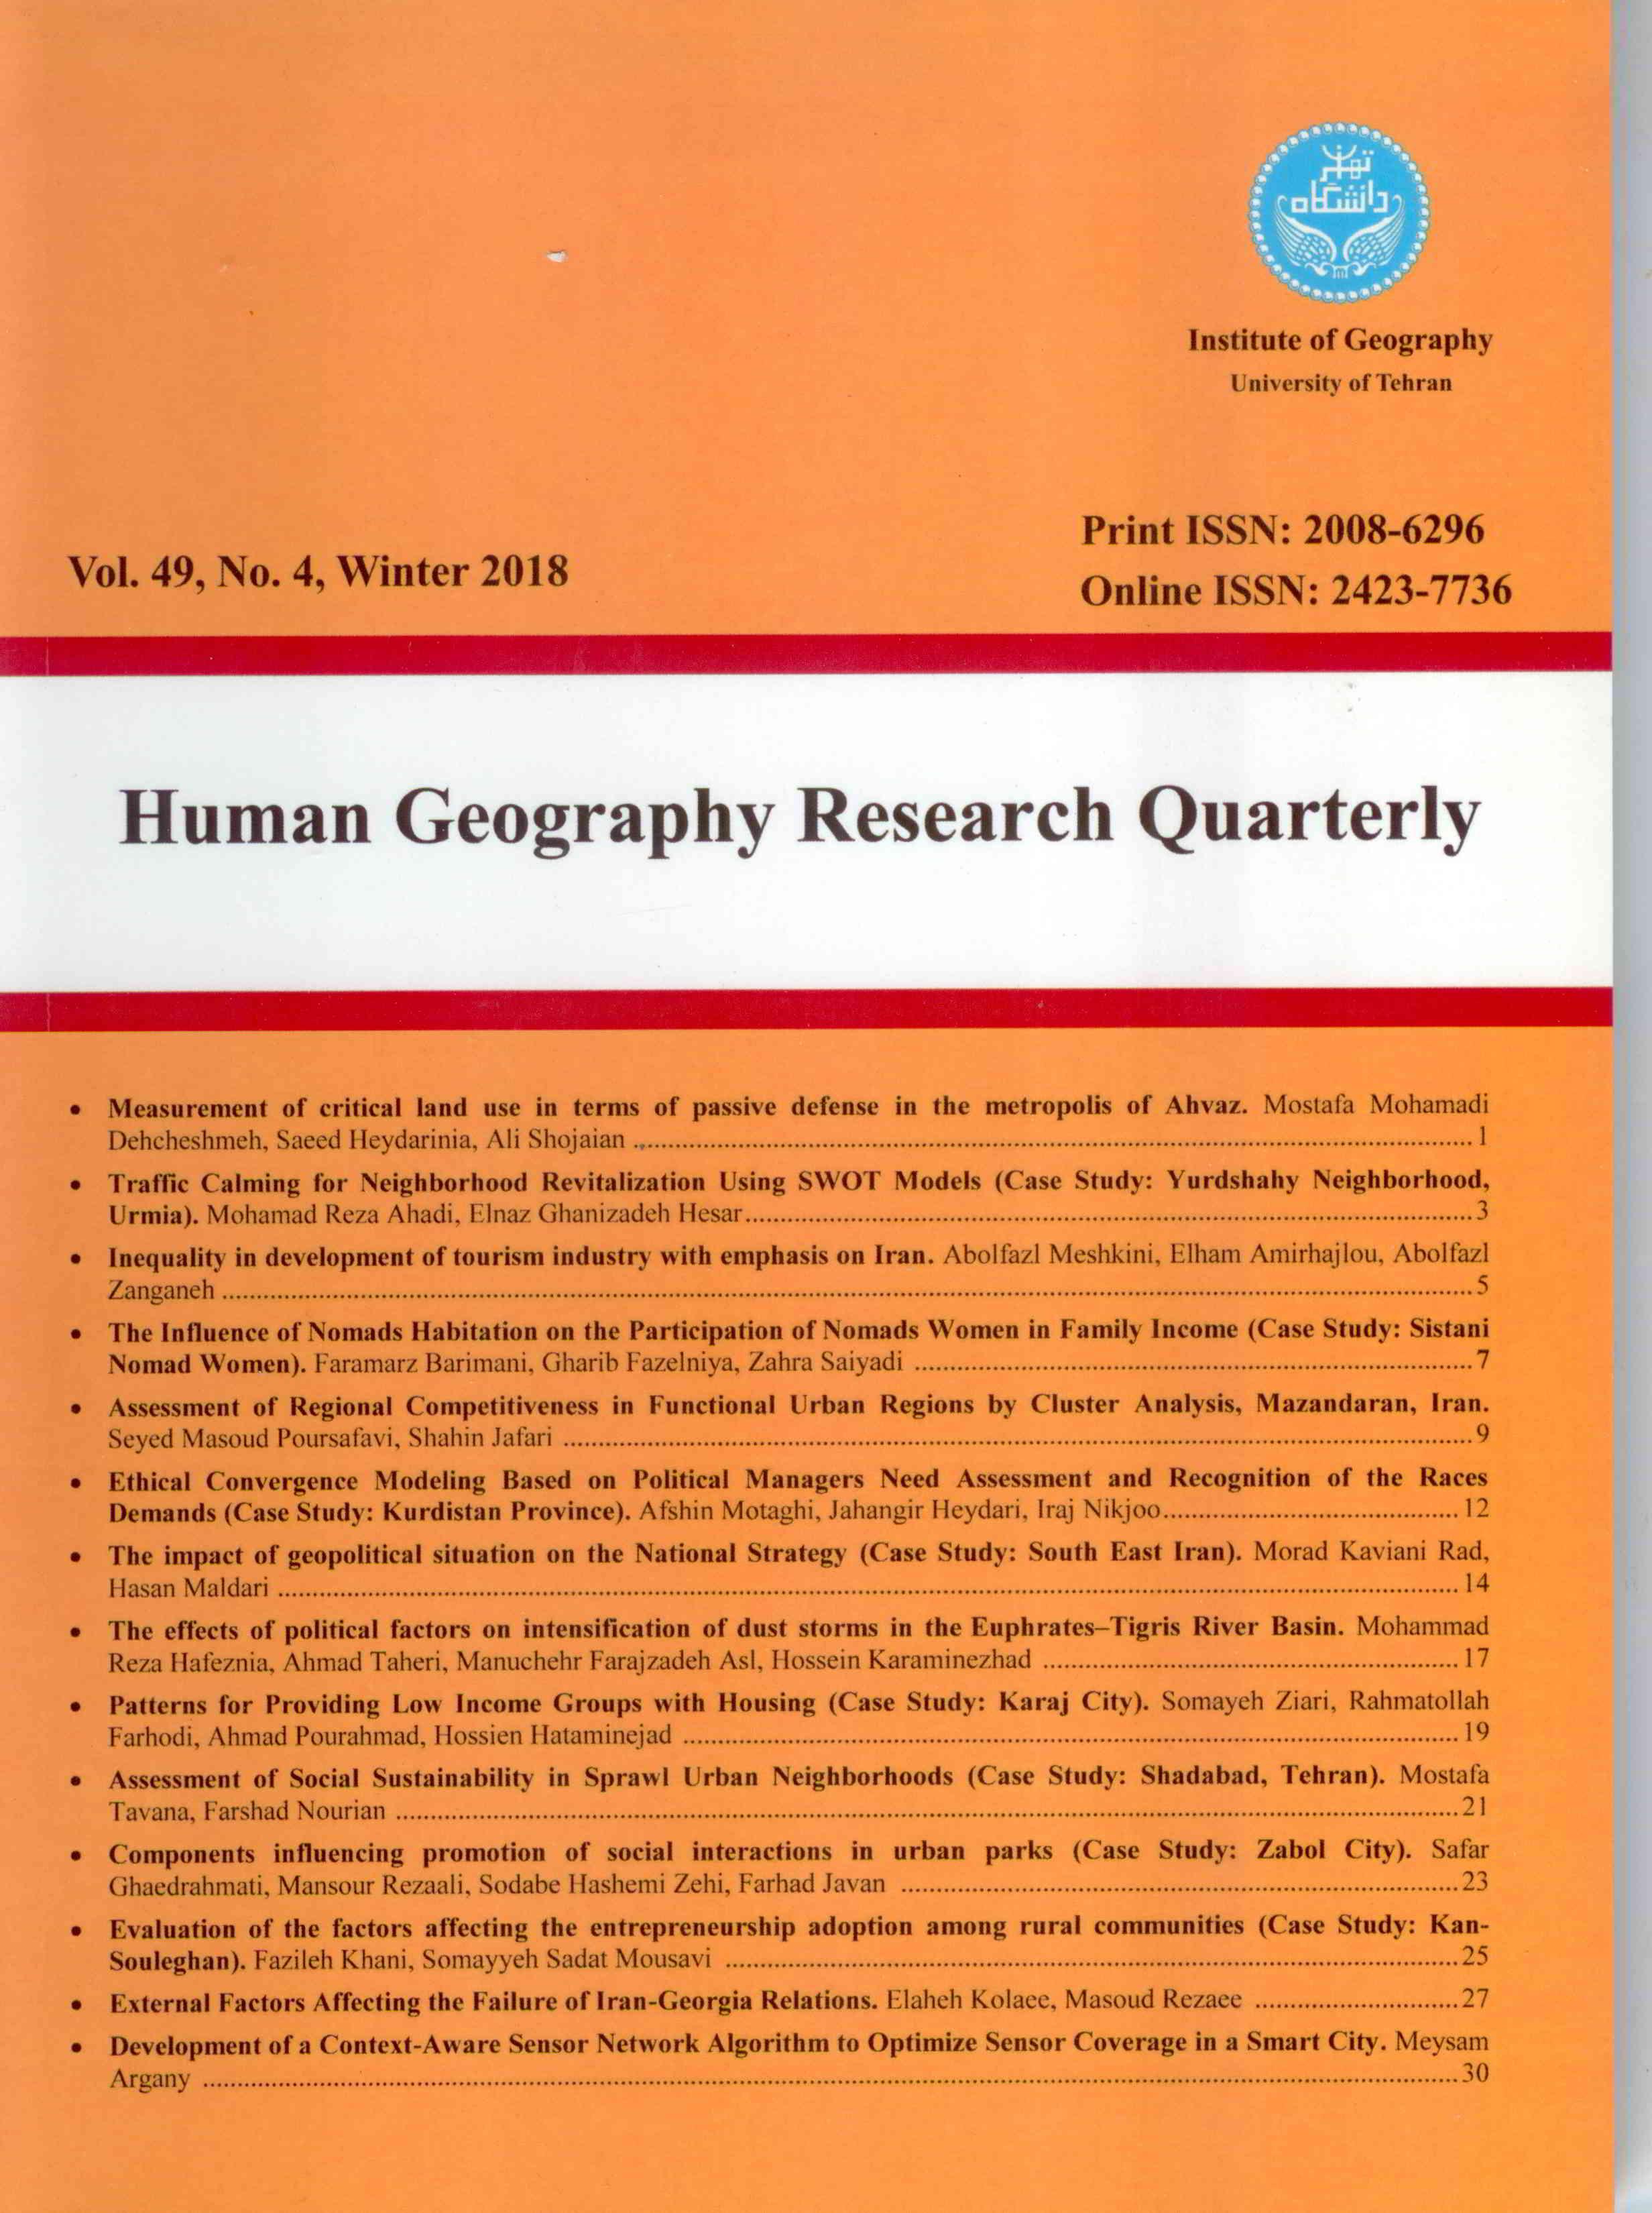 تهران
دانشگاه
Institute of Geography
University of Tehran
Print ISSN: 2008-6296
Vol. 49, No. 4, Winter 2018
Online ISSN: 2423-7736
Human Geography Research Quarterly
• Measurement of critical land use in terms of passive defense in the metropolis of Ahvaz. Mostafa Mohamadi
Dehcheshmeh, Saeed Heydarinia, Ali Shojaian ........ 1
• Traffic Calming for Neighborhood Revitalization Using SWOT Models (Case Study: Yurdshahy Neighborhood,
Urmia). Mohamad Reza Ahadi, Elnaz Ghanizadeh Hesar........ 3
• Inequality in development of tourism industry with emphasis on Iran. Abolfazl Meshkini, Elham Amirhajlou, Abolfazl
Zanganeh ........ 5
• The Influence of Nomads Habitation on the Participation of Nomads Women in Family Income (Case Study: Sistani
Nomad Women). Faramarz Barimani, Gharib Fazelniya, Zahra Saiyadi ........ 7
• Assessment of Regional Competitiveness in Functional Urban Regions by Cluster Analysis, Mazandaran, Iran.
Seyed Masoud Poursafavi, Shahin Jafari ........ 9
• Ethical Convergence Modeling Based on Political Managers Need Assessment and Recognition of the Races
Demands (Case Study: Kurdistan Province). Afshin Motaghi, Jahangir Heydari, Iraj Nikjoo........ 12
• The impact of geopolitical situation on the National Strategy (Case Study: South East Iran). Morad Kaviani Rad,
Hasan Maldari ........ 14
• The effects of political factors on intensification of dust storms in the Euphrates–Tigris River Basin. Mohammad
Reza Hafeznia, Ahmad Taheri, Manuchehr Farajzadeh Asl, Hossein Karaminezhad ........ 17
• Patterns for Providing Low Income Groups with Housing (Case Study: Karaj City). Somayeh Ziari, Rahmatollah
Farhodi, Ahmad Pourahmad, Hossien Hataminejad ........ 19
• Assessment of Social Sustainability in Sprawl Urban Neighborhoods (Case Study: Shadabad, Tehran). Mostafa
Tavana, Farshad Nourian ........ 21
• Components influencing promotion of social interactions in urban parks (Case Study: Zabol City). Safar
Ghaedrahmati, Mansour Rezaali, Sodabe Hashemi Zehi, Farhad Javan ........ 23
• Evaluation of the factors affecting the entrepreneurship adoption among rural communities (Case Study: Kan-
Souleghan). Fazileh Khani, Somayyeh Sadat Mousavi ........ 25
• External Factors Affecting the Failure of Iran-Georgia Relations. Elaheh Kolaee, Masoud Rezaee ........ 27
• Development of a Context-Aware Sensor Network Algorithm to Optimize Sensor Coverage in a Smart City. Meysam
Argany ........ 30